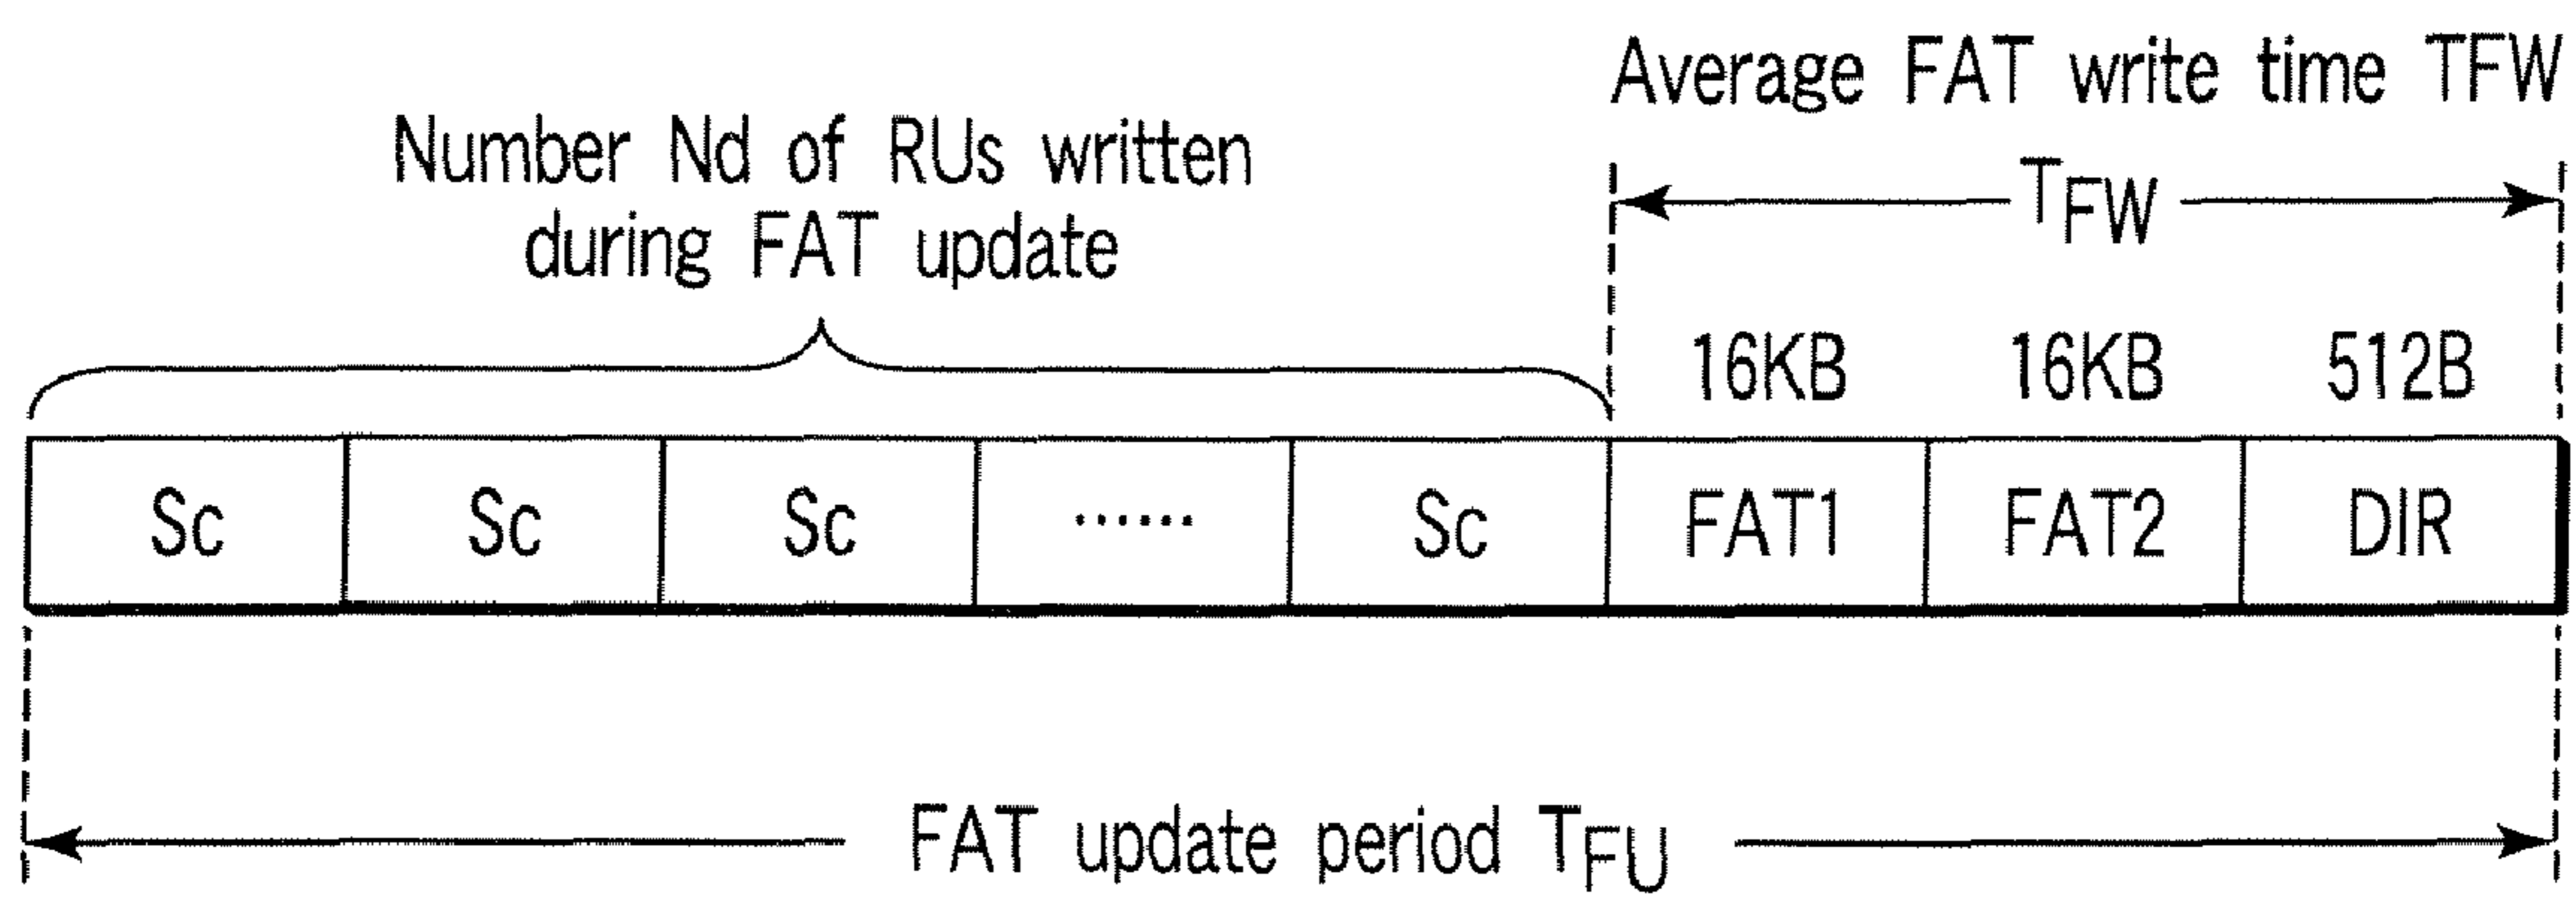 Average FAT write time TFW
Number Nd of RUs written
during FAT update
TFW
16KB 16KB 512B
Sc Sc Sc ...... Sc FAT1 FAT2 DIR
FAT update period TFU